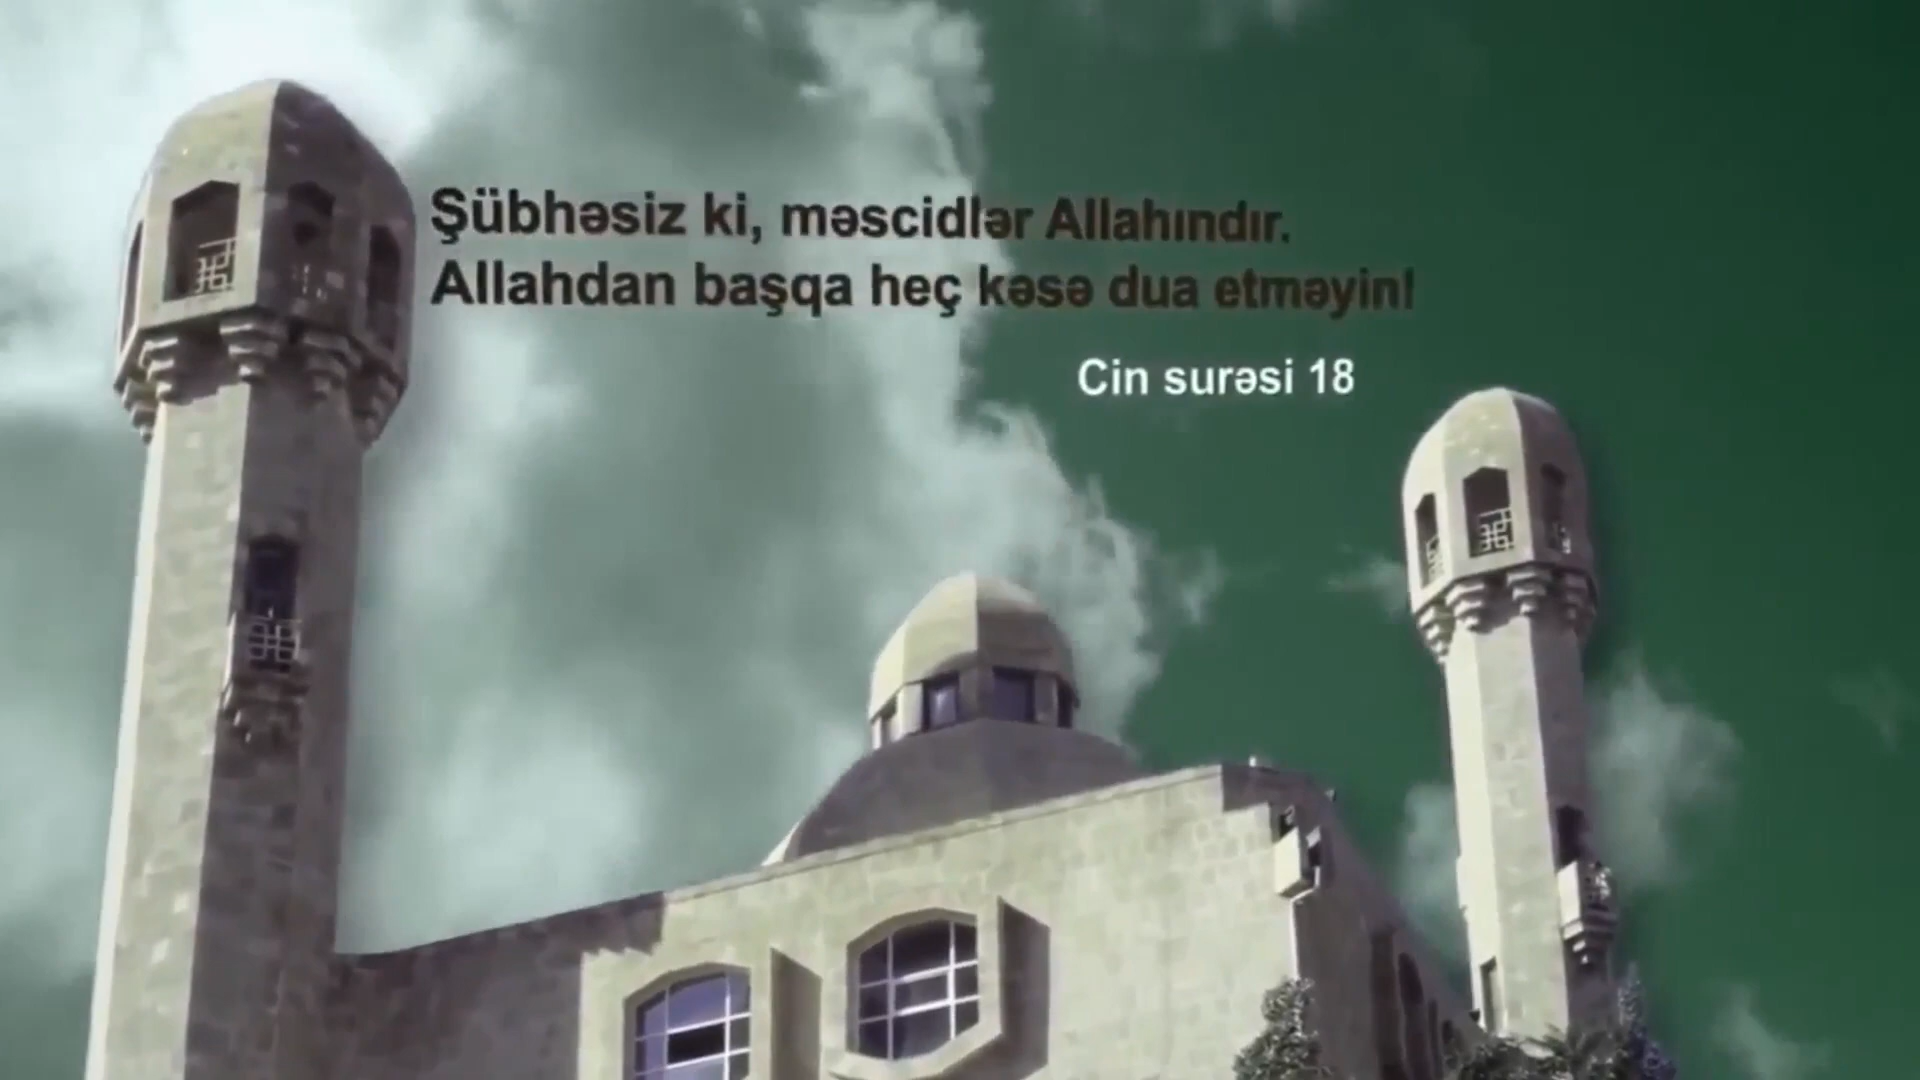 Şübhəsiz ki, məscidlər Allahındır.
Allahdan başqa heç kəsə dua etməyin!
Cin surəsi 18